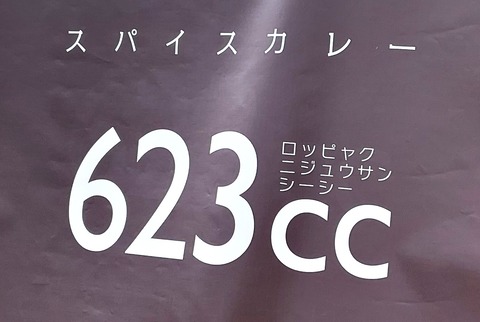 スパイスカレー
623cc
ロッピャク
ニジュウサン
シーシー